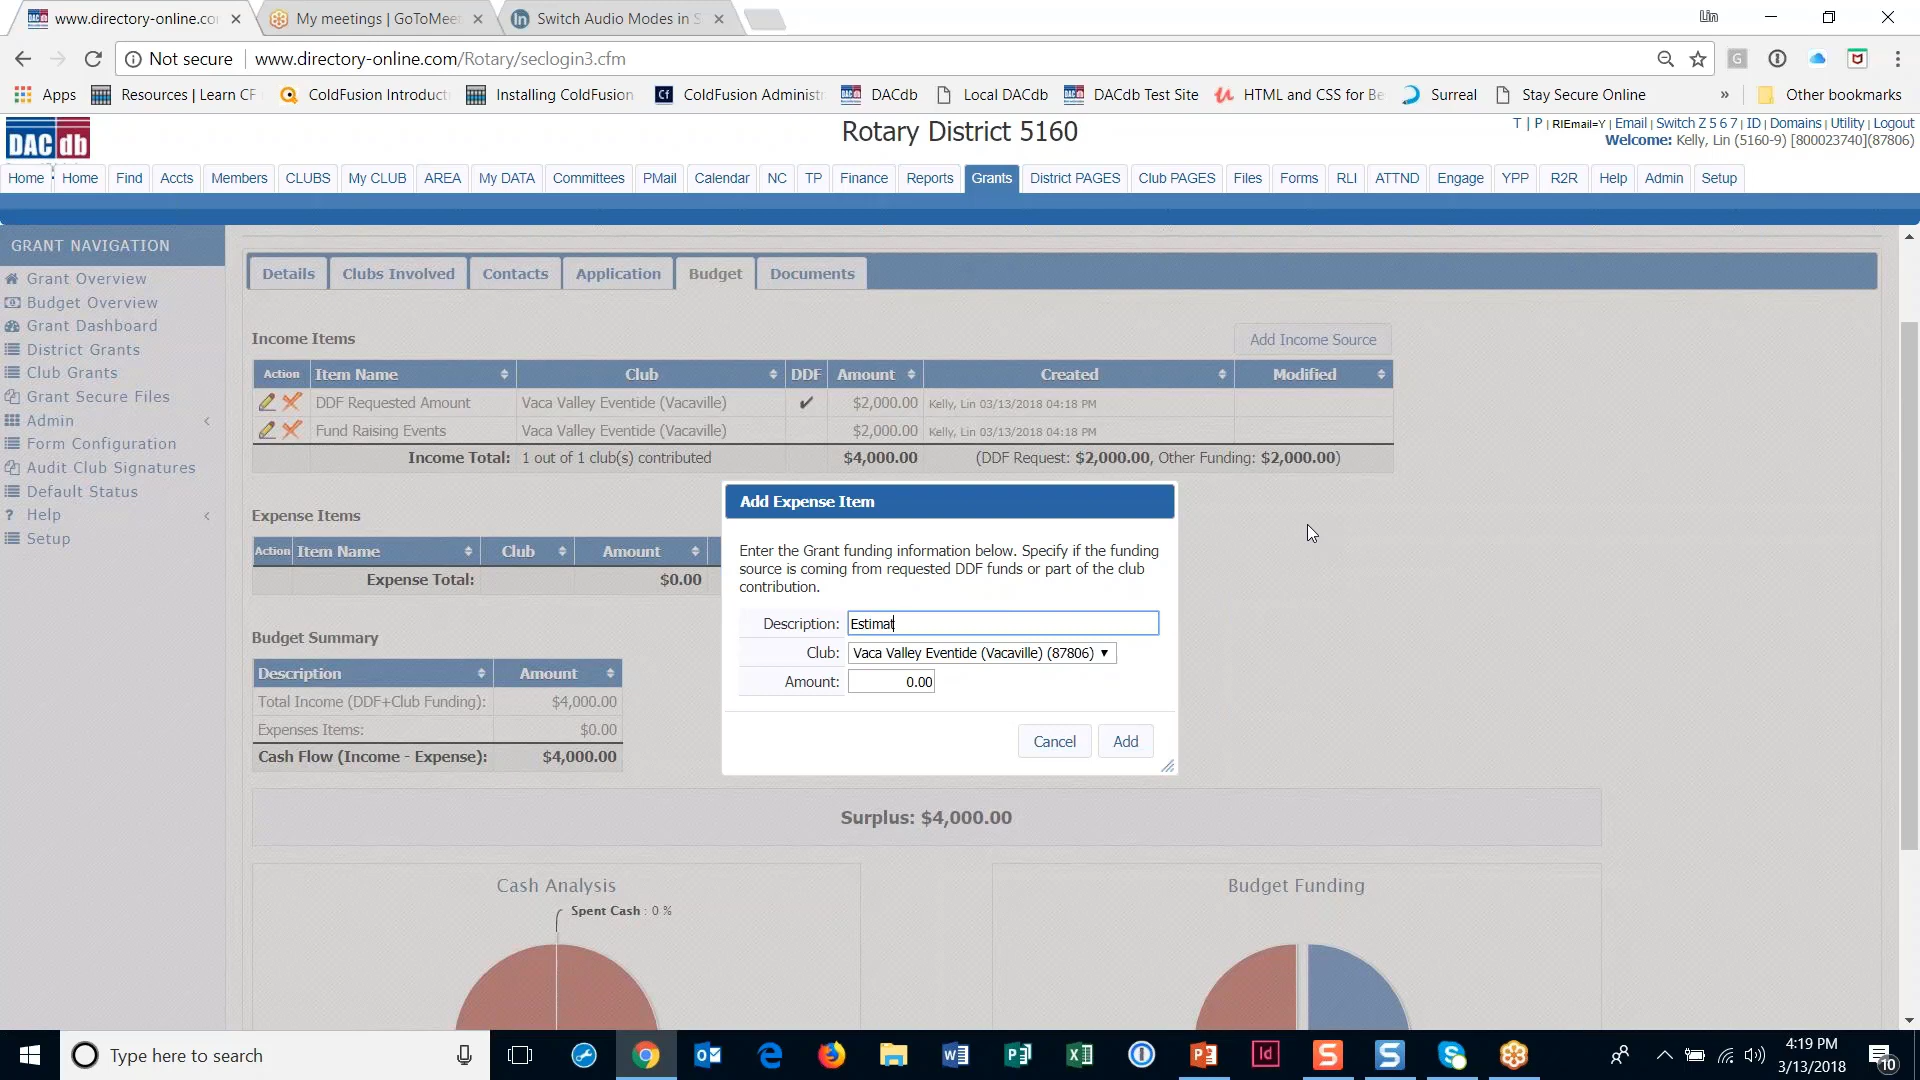 www.directory-online.co
My meetings | GoToMee
Switch Audio Modes in S
Lin
Not secure
www.directory-online.com/Rotary/seclogin3.cfm
Apps
Resources | Learn CF
ColdFusion Introducti
Installing ColdFusion
ColdFusion Administr
DACdb
Local DACdb
DACdb Test Site
HTML and CSS for Be
Surreal
Stay Secure Online
»
Other bookmarks
DACdb
Rotary District 5160
T | P | RIEmail=Y | Email | Switch Z 5 6 7 | ID | Domains | Utility | Logout
Welcome: Kelly, Lin (5160-9) [800023740](87806)
Home
Home
Find
Accts
Members
CLUBS
My CLUB
AREA
My DATA
Committees
PMail
Calendar
NC
TP
Finance
Reports
Grants
District PAGES
Club PAGES
Files
Forms
RLI
ATTND
Engage
YPP
R2R
Help
Admin
Setup
GRANT NAVIGATION
Grant Overview
Budget Overview
Grant Dashboard
District Grants
Club Grants
Grant Secure Files
Admin
Form Configuration
Audit Club Signatures
Default Status
? Help
Setup
Details
Clubs Involved
Contacts
Application
Budget
Documents
Income Items
Add Income Source
Action Item Name Club DDF Amount Created Modified
DDF Requested Amount Vaca Valley Eventide (Vacaville) ✔ $2,000.00 Kelly, Lin 03/13/2018 04:18 PM
Fund Raising Events Vaca Valley Eventide (Vacaville) $2,000.00 Kelly, Lin 03/13/2018 04:18 PM
Income Total: 1 out of 1 club(s) contributed $4,000.00 (DDF Request: $2,000.00, Other Funding: $2,000.00)
Expense Items
Action Item Name Club Amount
Expense Total: $0.00
Budget Summary
Description Amount
Total Income (DDF+Club Funding): $4,000.00
Expenses Items: $0.00
Cash Flow (Income - Expense): $4,000.00
Add Expense Item
Enter the Grant funding information below. Specify if the funding
source is coming from requested DDF funds or part of the club
contribution.
Description: Estimat
Club: Vaca Valley Eventide (Vacaville) (87806)
Amount: 0.00
Cancel
Add
Surplus: $4,000.00
Cash Analysis
Spent Cash : 0 %
Budget Funding
Type here to search
4:19 PM
3/13/2018
10